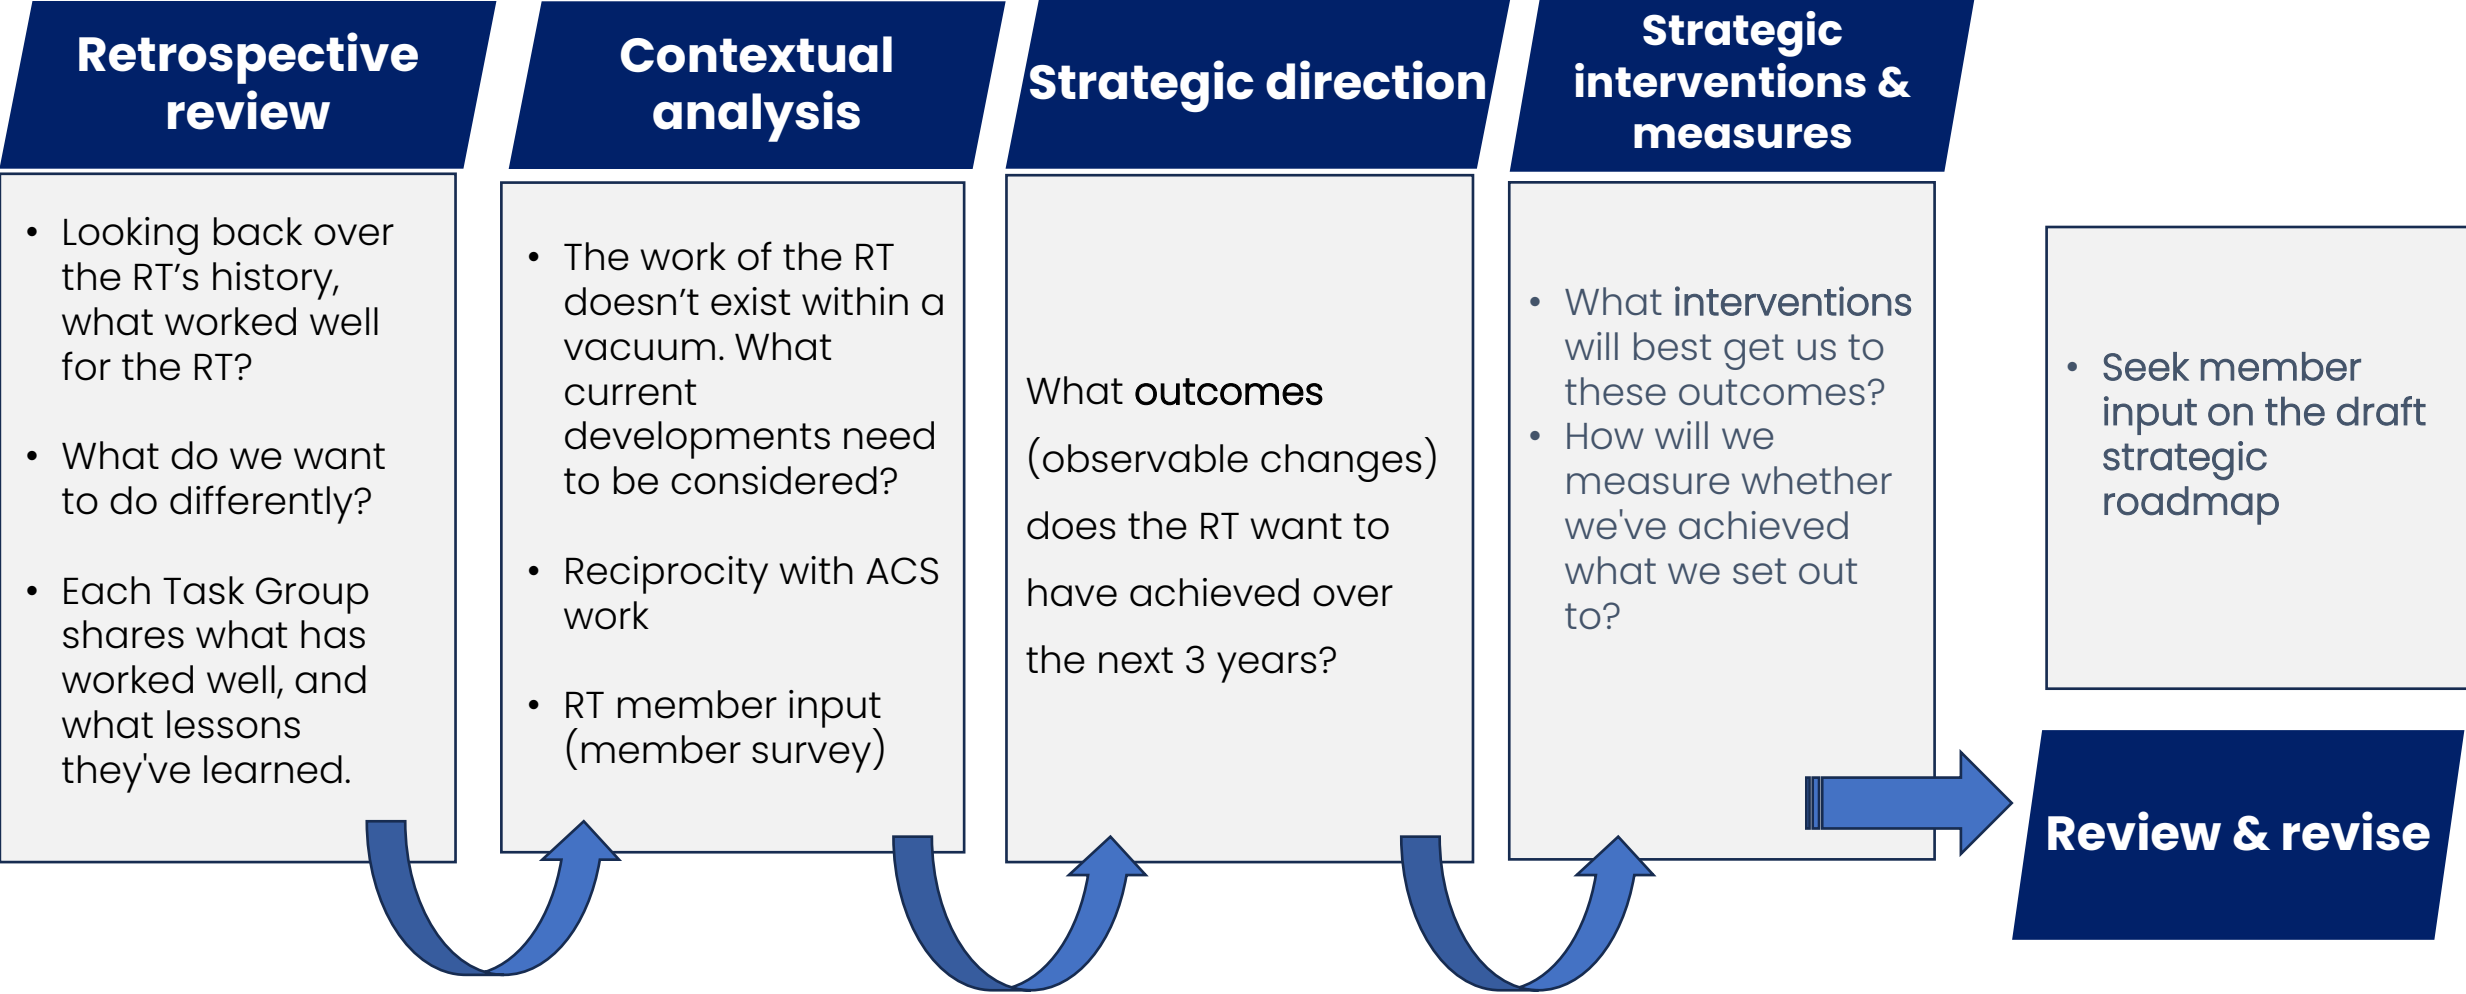 Retrospective
review
• Looking back over
the RT’s history,
what worked well
for the RT?
• What do we want
to do differently?
• Each Task Group
shares what has
worked well, and
what lessons
they've learned.
Contextual
analysis
• The work of the RT
doesn’t exist within a
vacuum. What
current
developments need
to be considered?
• Reciprocity with ACS
work
• RT member input
(member survey)
Strategic direction
What outcomes
(observable changes)
does the RT want to
have achieved over
the next 3 years?
Strategic
interventions &
measures
• What interventions
will best get us to
these outcomes?
• How will we
measure whether
we've achieved
what we set out
to?
• Seek member
input on the draft
strategic
roadmap
Review & revise